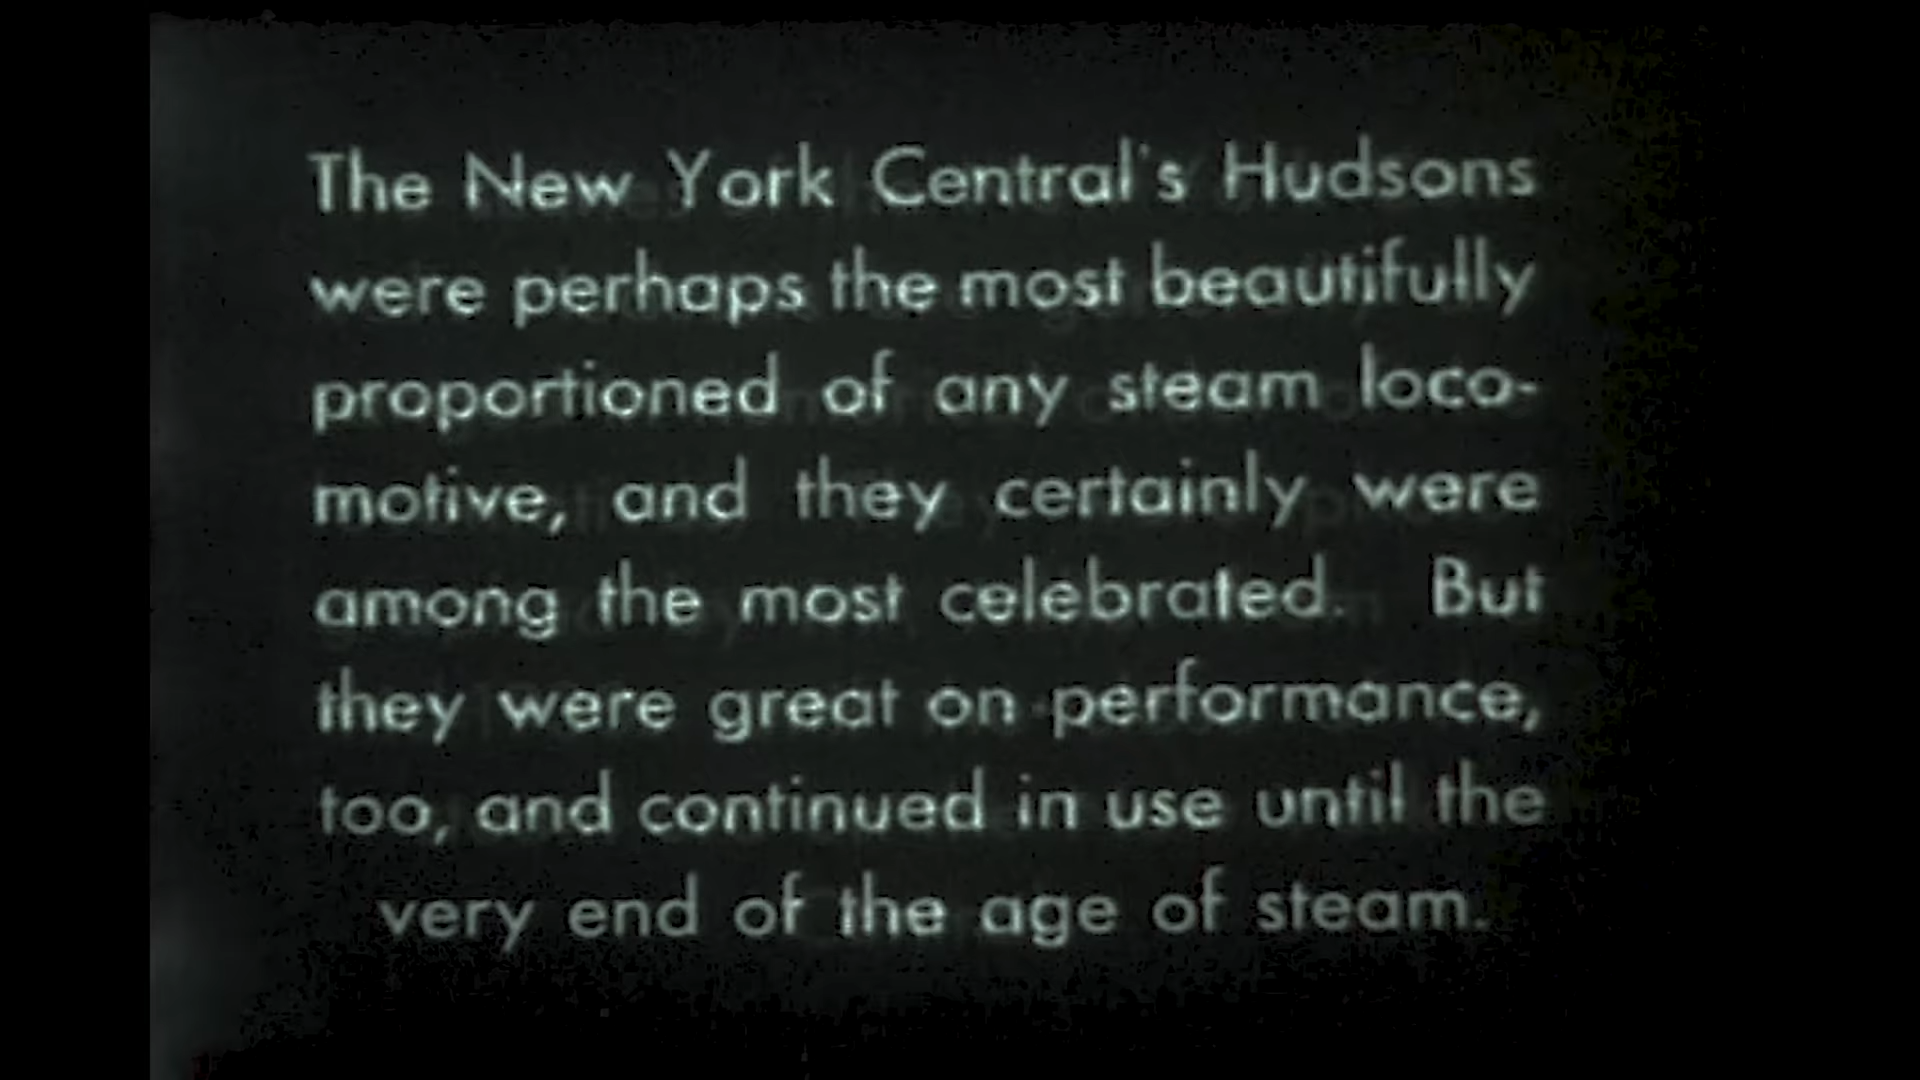 The New York Central's Hudsons
were perhaps the most beautifully
proportioned of any steam loco-
motive, and they certainly were
among the most celebrated. But
they were great on performance,
too, and continued in use until the
very end of the age of steam.